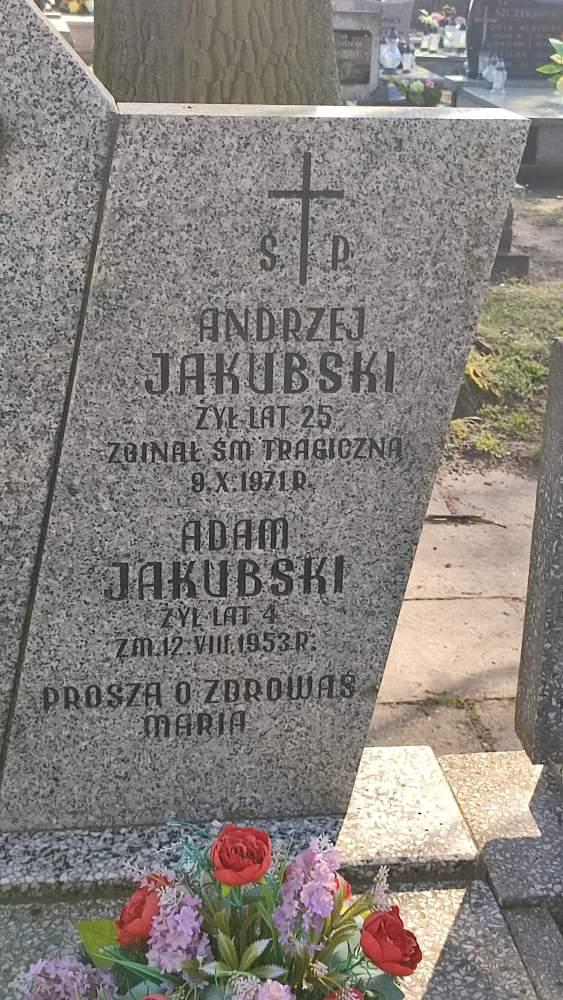 Ś. P.
ANDRZEJ
JAKUBSKI
ŻYŁ LAT 25
ZGINĄŁ ŚM. TRAGICZNĄ
9.X.1971.R.
ADAM
JAKUBSKI
ŻYŁ LAT 4
ZM.12.VIII.1953.R.
PROSZĄ O ZDROWAŚ
MARIA